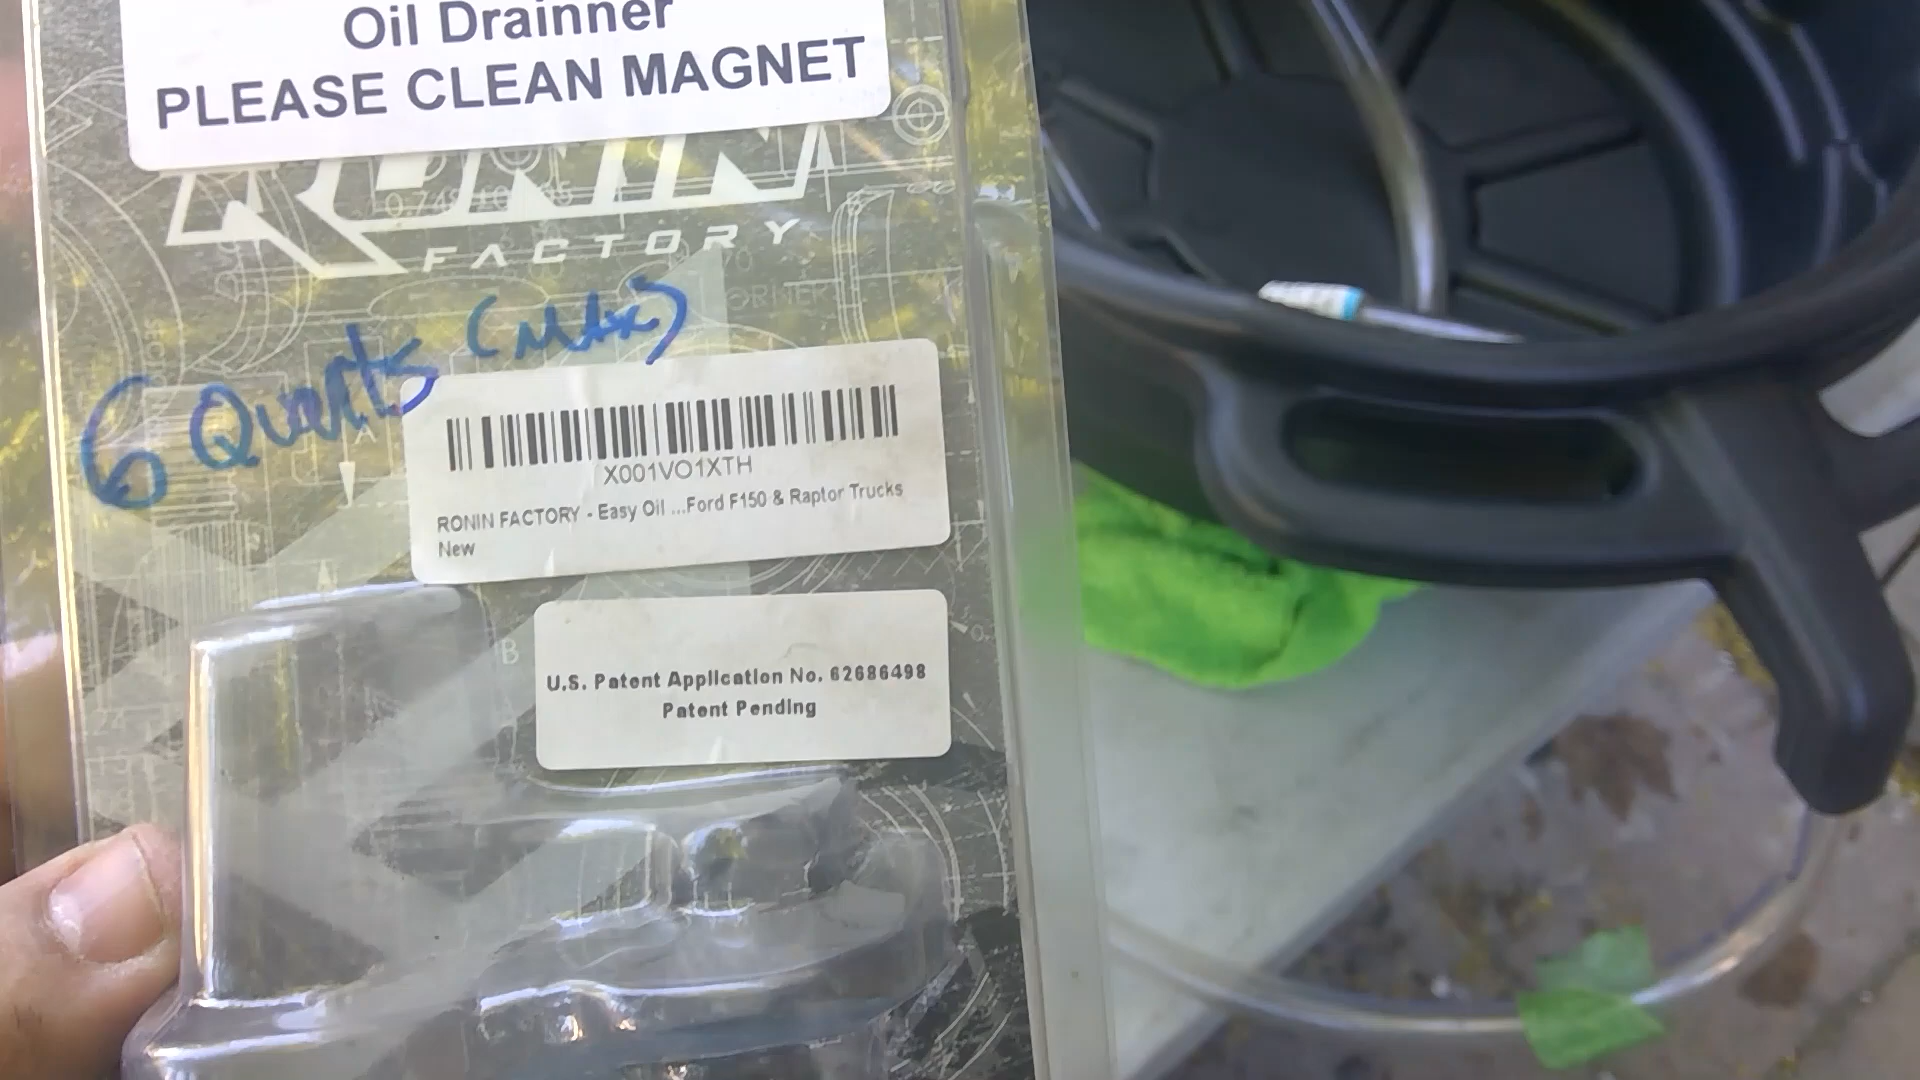 Oil Drainner
PLEASE CLEAN MAGNET
RONIN
FACTORY
6 Quarts (MAX)
X001VO1XTH
RONIN FACTORY - Easy Oil ...Ford F150 & Raptor Trucks
New
B
U.S. Patent Application No. 62686498
Patent Pending